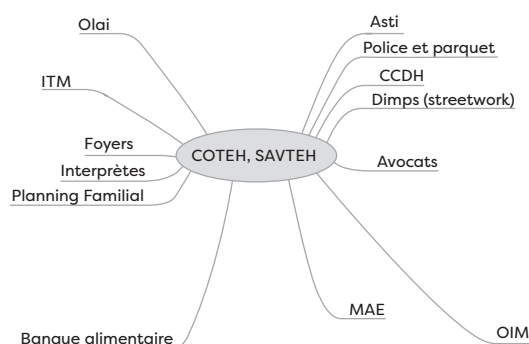 Olai
Asti
Police et parquet
ITM
CCDH
Dimps (streetwork)
Foyers
COTEH, SAVTEH
Interprètes
Avocats
Planning Familial
MAE
OIM
Banque alimentaire